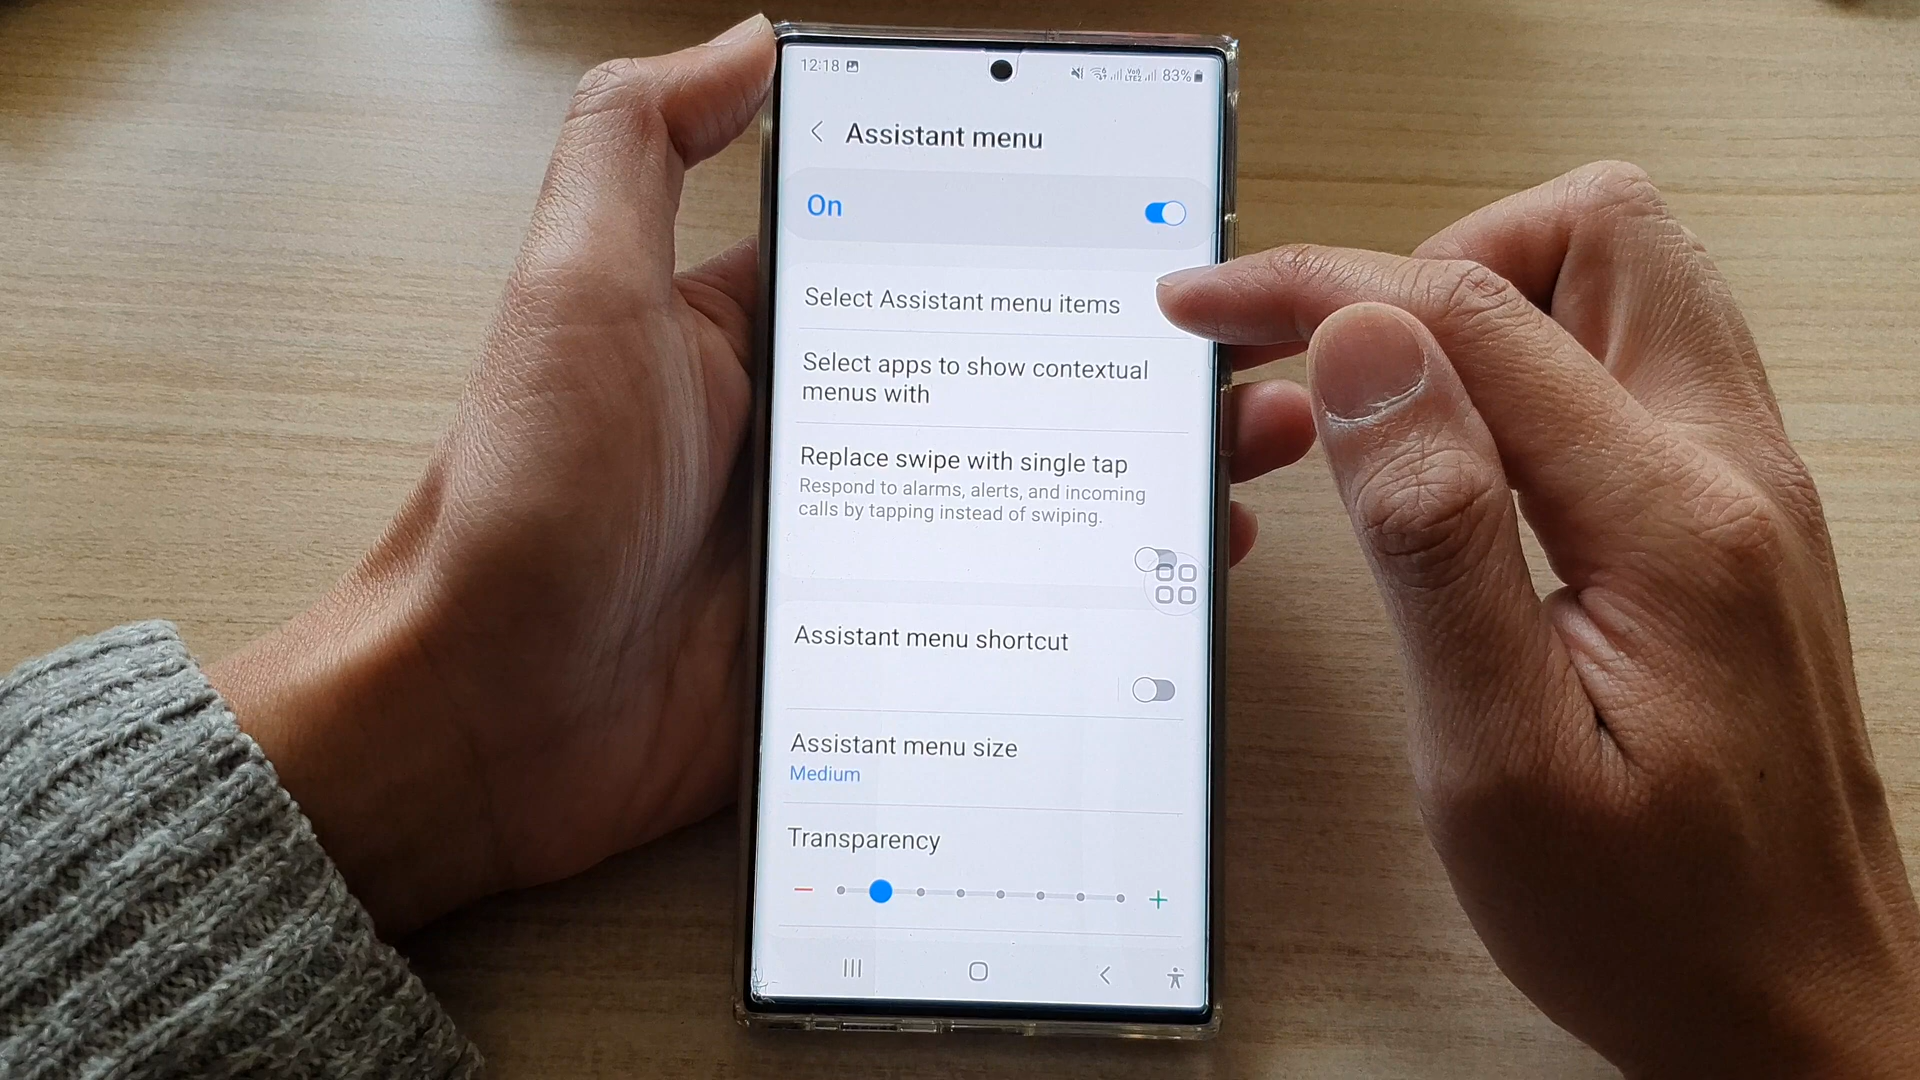 12:18 83%
Assistant menu
On
Select Assistant menu items
Select apps to show contextual
menus with
Replace swipe with single tap
Respond to alarms, alerts, and incoming
calls by tapping instead of swiping.
Assistant menu shortcut
Assistant menu size
Medium
Transparency